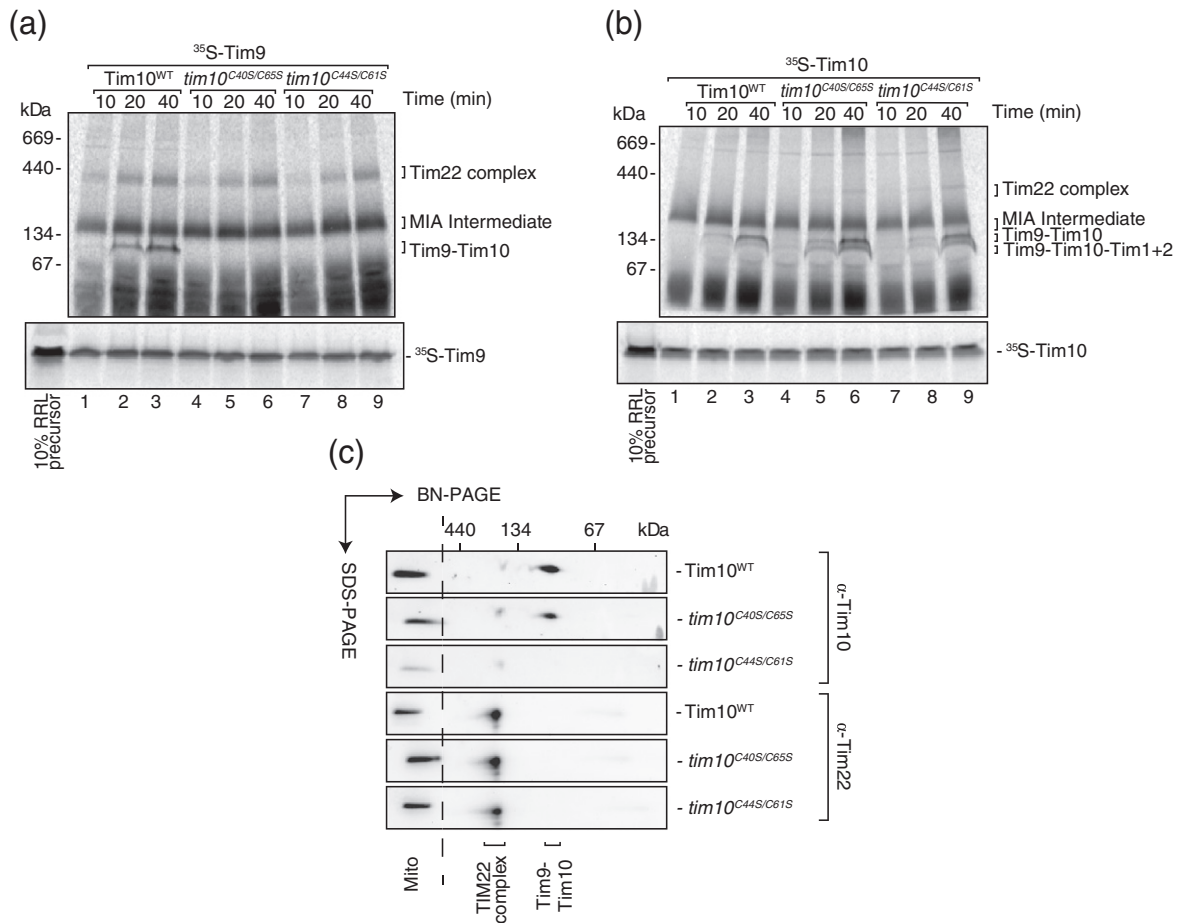 (a)
³⁵S-Tim9
Tim10ᵂᵀ tim10ᶜ⁴⁰ˢ/ᶜ⁶⁵ˢ tim10ᶜ⁴⁴ˢ/ᶜ⁶¹ˢ
kDa 10 20 40 10 20 40 10 20 40 Time (min)
669-
440-
Tim22 complex
MIA Intermediate
134-
Tim9-Tim10
67-
- ³⁵S-Tim9
10% RRL
precursor
1 2 3 4 5 6 7 8 9
(b)
³⁵S-Tim10
Tim10ᵂᵀ tim10ᶜ⁴⁰ˢ/ᶜ⁶⁵ˢ tim10ᶜ⁴⁴ˢ/ᶜ⁶¹ˢ
kDa 10 20 40 10 20 40 10 20 40 Time (min)
669-
440-
Tim22 complex
MIA Intermediate
134-
Tim9-Tim10
Tim9-Tim10-Tim1+2
67-
- ³⁵S-Tim10
10% RRL
precursor
1 2 3 4 5 6 7 8 9
(c)
BN-PAGE
SDS-PAGE
440 134 67 kDa
- Tim10ᵂᵀ
- tim10ᶜ⁴⁰ˢ/ᶜ⁶⁵ˢ
- tim10ᶜ⁴⁴ˢ/ᶜ⁶¹ˢ
α-Tim10
- Tim10ᵂᵀ
- tim10ᶜ⁴⁰ˢ/ᶜ⁶⁵ˢ
- tim10ᶜ⁴⁴ˢ/ᶜ⁶¹ˢ
α-Tim22
Mito
TIM22
complex
Tim9-
Tim10